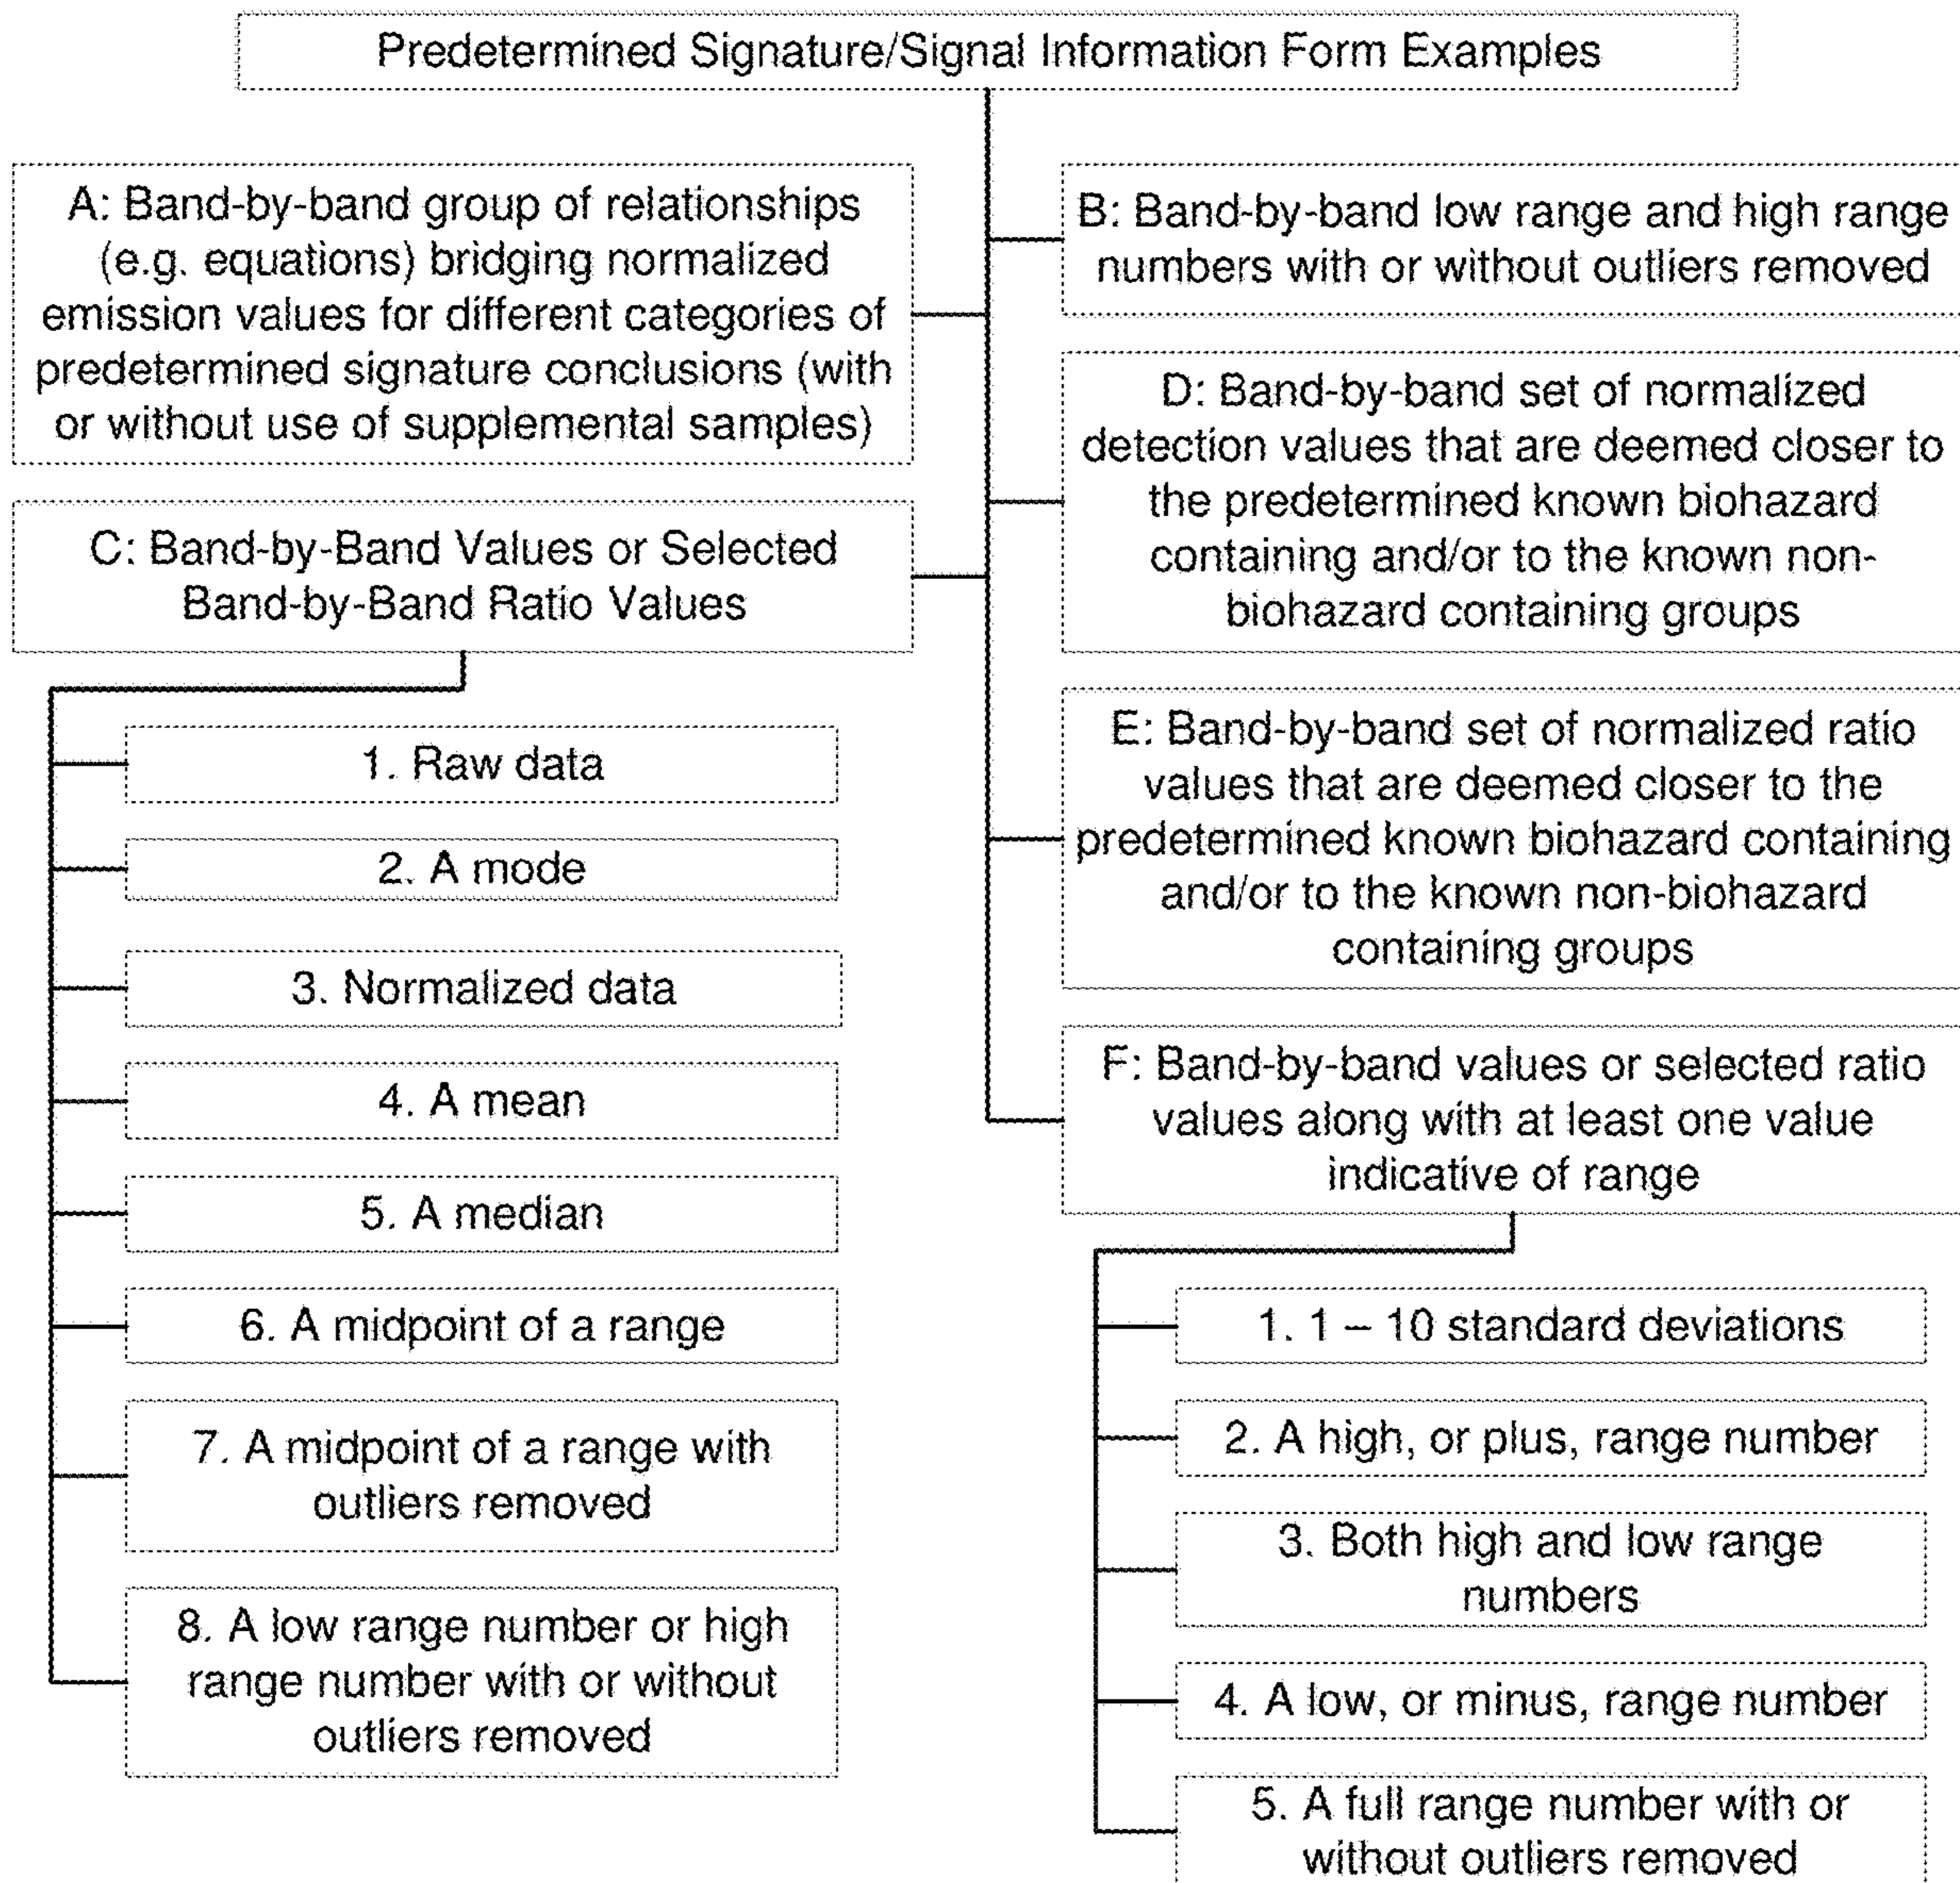 Predetermined Signature/Signal Information Form Examples
A: Band-by-band group of relationships
(e.g. equations) bridging normalized
emission values for different categories of
predetermined signature conclusions (with
or without use of supplemental samples)
B: Band-by-band low range and high range
numbers with or without outliers removed
C: Band-by-Band Values or Selected
Band-by-Band Ratio Values
D: Band-by-band set of normalized
detection values that are deemed closer to
the predetermined known biohazard
containing and/or to the known non-
biohazard containing groups
E: Band-by-band set of normalized ratio
values that are deemed closer to the
predetermined known biohazard containing
and/or to the known non-biohazard
containing groups
F: Band-by-band values or selected ratio
values along with at least one value
indicative of range
1. Raw data
2. A mode
3. Normalized data
4. A mean
5. A median
6. A midpoint of a range
7. A midpoint of a range with
outliers removed
8. A low range number or high
range number with or without
outliers removed
1. 1 – 10 standard deviations
2. A high, or plus, range number
3. Both high and low range
numbers
4. A low, or minus, range number
5. A full range number with or
without outliers removed